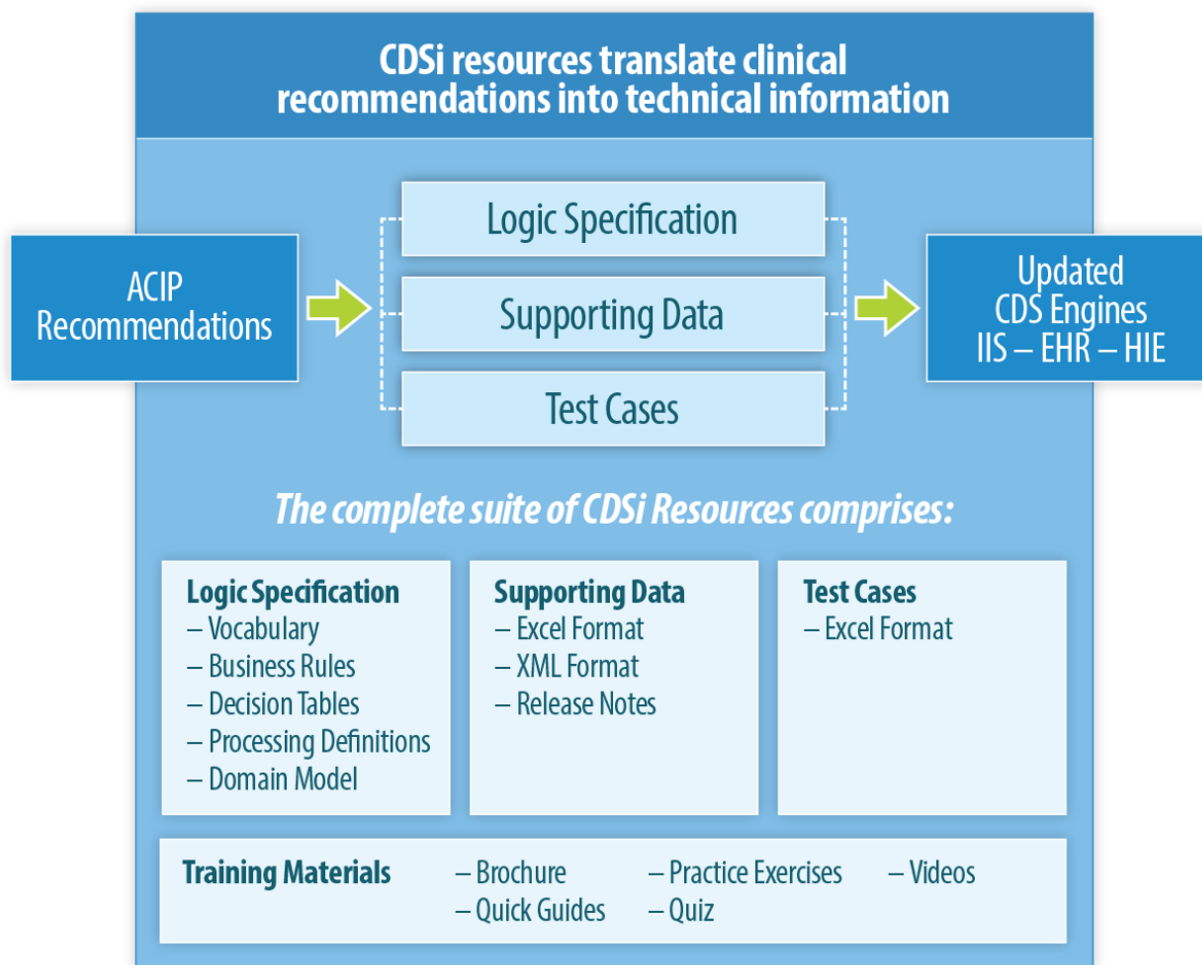 CDSi resources translate clinical
recommendations into technical information
ACIP
Recommendations
Logic Specification
Supporting Data
Test Cases
Updated
CDS Engines
IIS – EHR – HIE
The complete suite of CDSi Resources comprises:
Logic Specification
– Vocabulary
– Business Rules
– Decision Tables
– Processing Definitions
– Domain Model
Supporting Data
– Excel Format
– XML Format
– Release Notes
Test Cases
– Excel Format
Training Materials
– Brochure
– Quick Guides
– Practice Exercises
– Quiz
– Videos